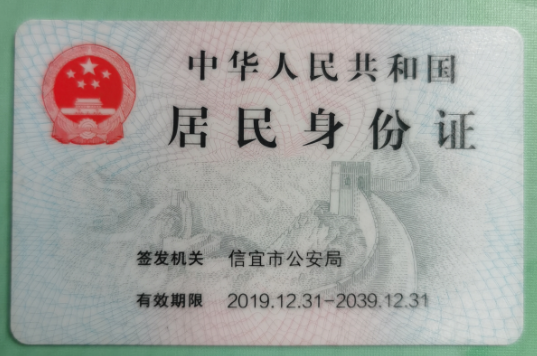 中华人民共和国
居民身份证
签发机关 信宜市公安局
有效期限 2019.12.31-2039.12.31